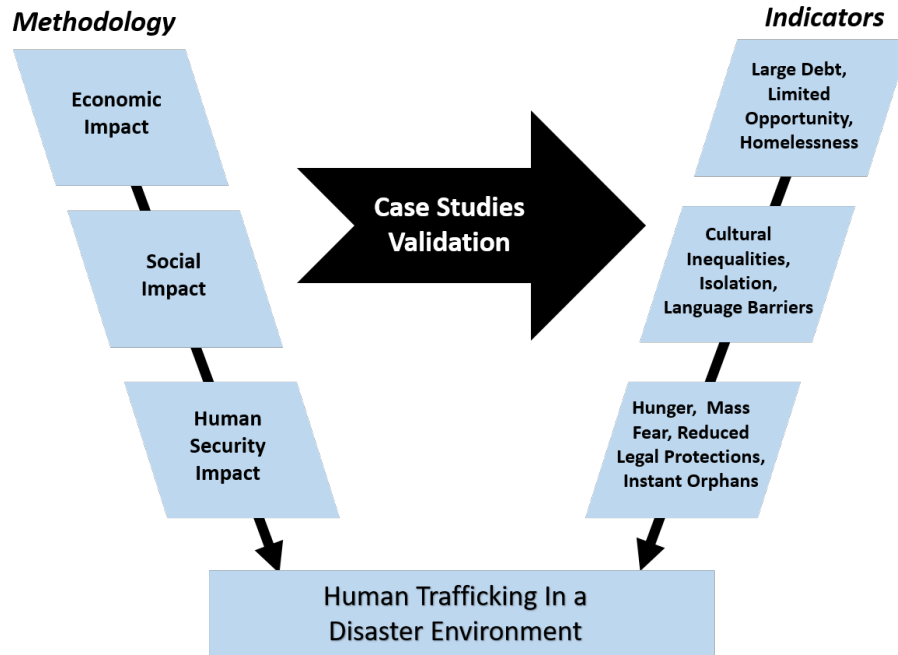 Methodology
Economic
Impact
Social
Impact
Human
Security
Impact
Case Studies
Validation
Indicators
Large Debt,
Limited
Opportunity,
Homelessness
Cultural
Inequalities,
Isolation,
Language Barriers
Hunger, Mass
Fear, Reduced
Legal Protections,
Instant Orphans
Human Trafficking In a
Disaster Environment